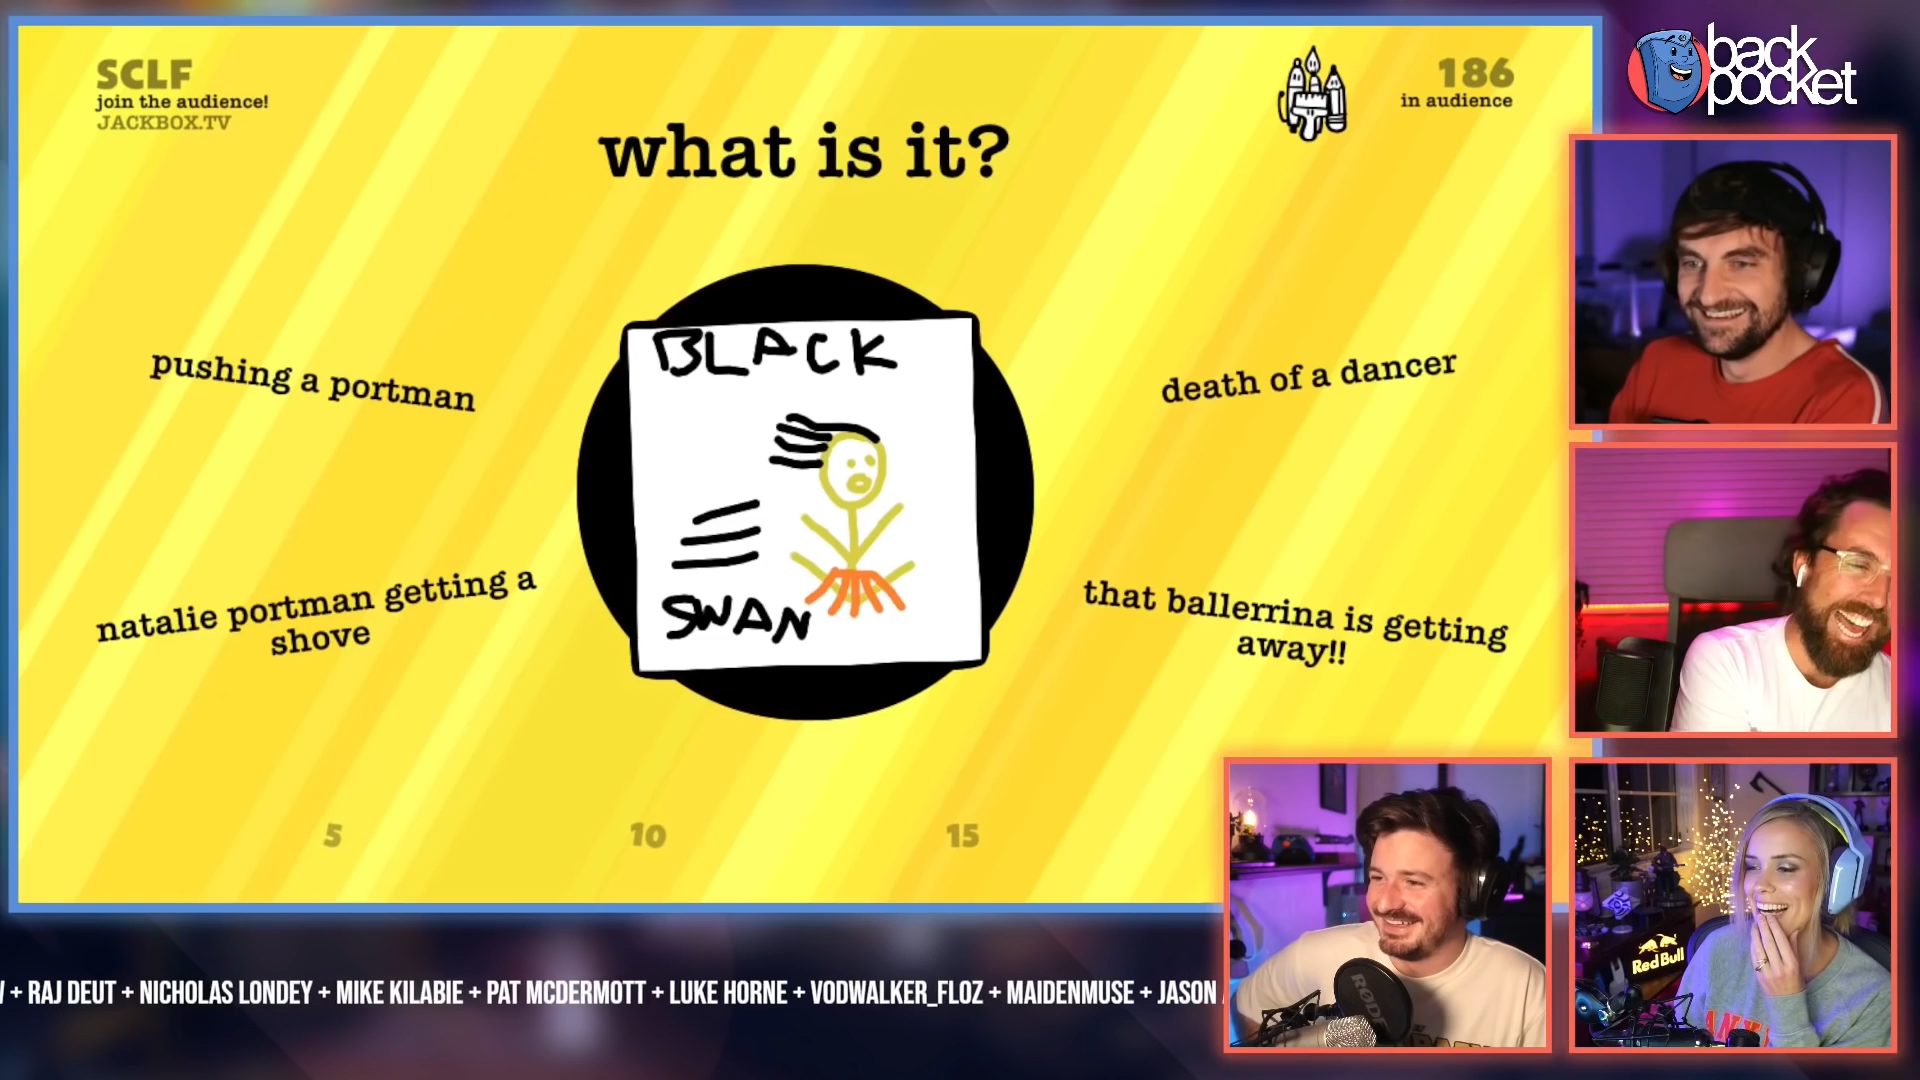 SCLF
join the audience!
JACKBOX.TV
186
in audience
back
pocket
what is it?
BLACK
SWAN
pushing a portman
death of a dancer
natalie portman getting a
shove
that ballerrina is getting
away!!
5
10
15
RedBull
RØDE
+ RAJ DEUT + NICHOLAS LONDEY + MIKE KILABIE + PAT MCDERMOTT + LUKE HORNE + VODWALKER_FLOZ + MAIDENMUSE + JASON